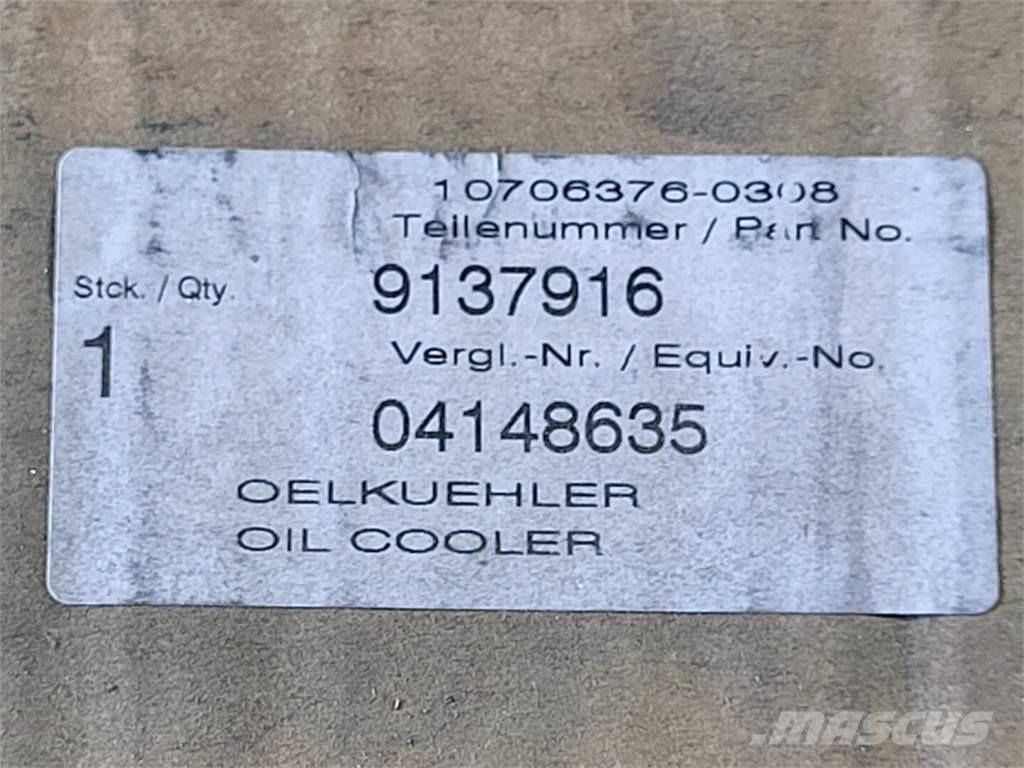 10706376-0308
Teilenummer / Part No.
Stck. / Qty.
9137916
1
Vergl.-Nr. / Equiv.-No.
04148635
OELKUEHLER
OIL COOLER
mascus